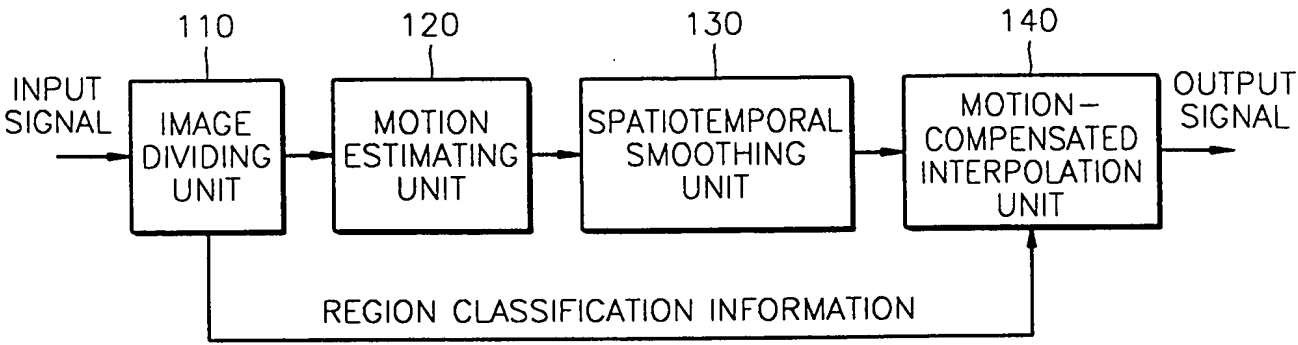 110
120
130
140
INPUT
SIGNAL
IMAGE
DIVIDING
UNIT
MOTION
ESTIMATING
UNIT
SPATIOTEMPORAL
SMOOTHING
UNIT
MOTION-
COMPENSATED
INTERPOLATION
UNIT
OUTPUT
SIGNAL
REGION CLASSIFICATION INFORMATION